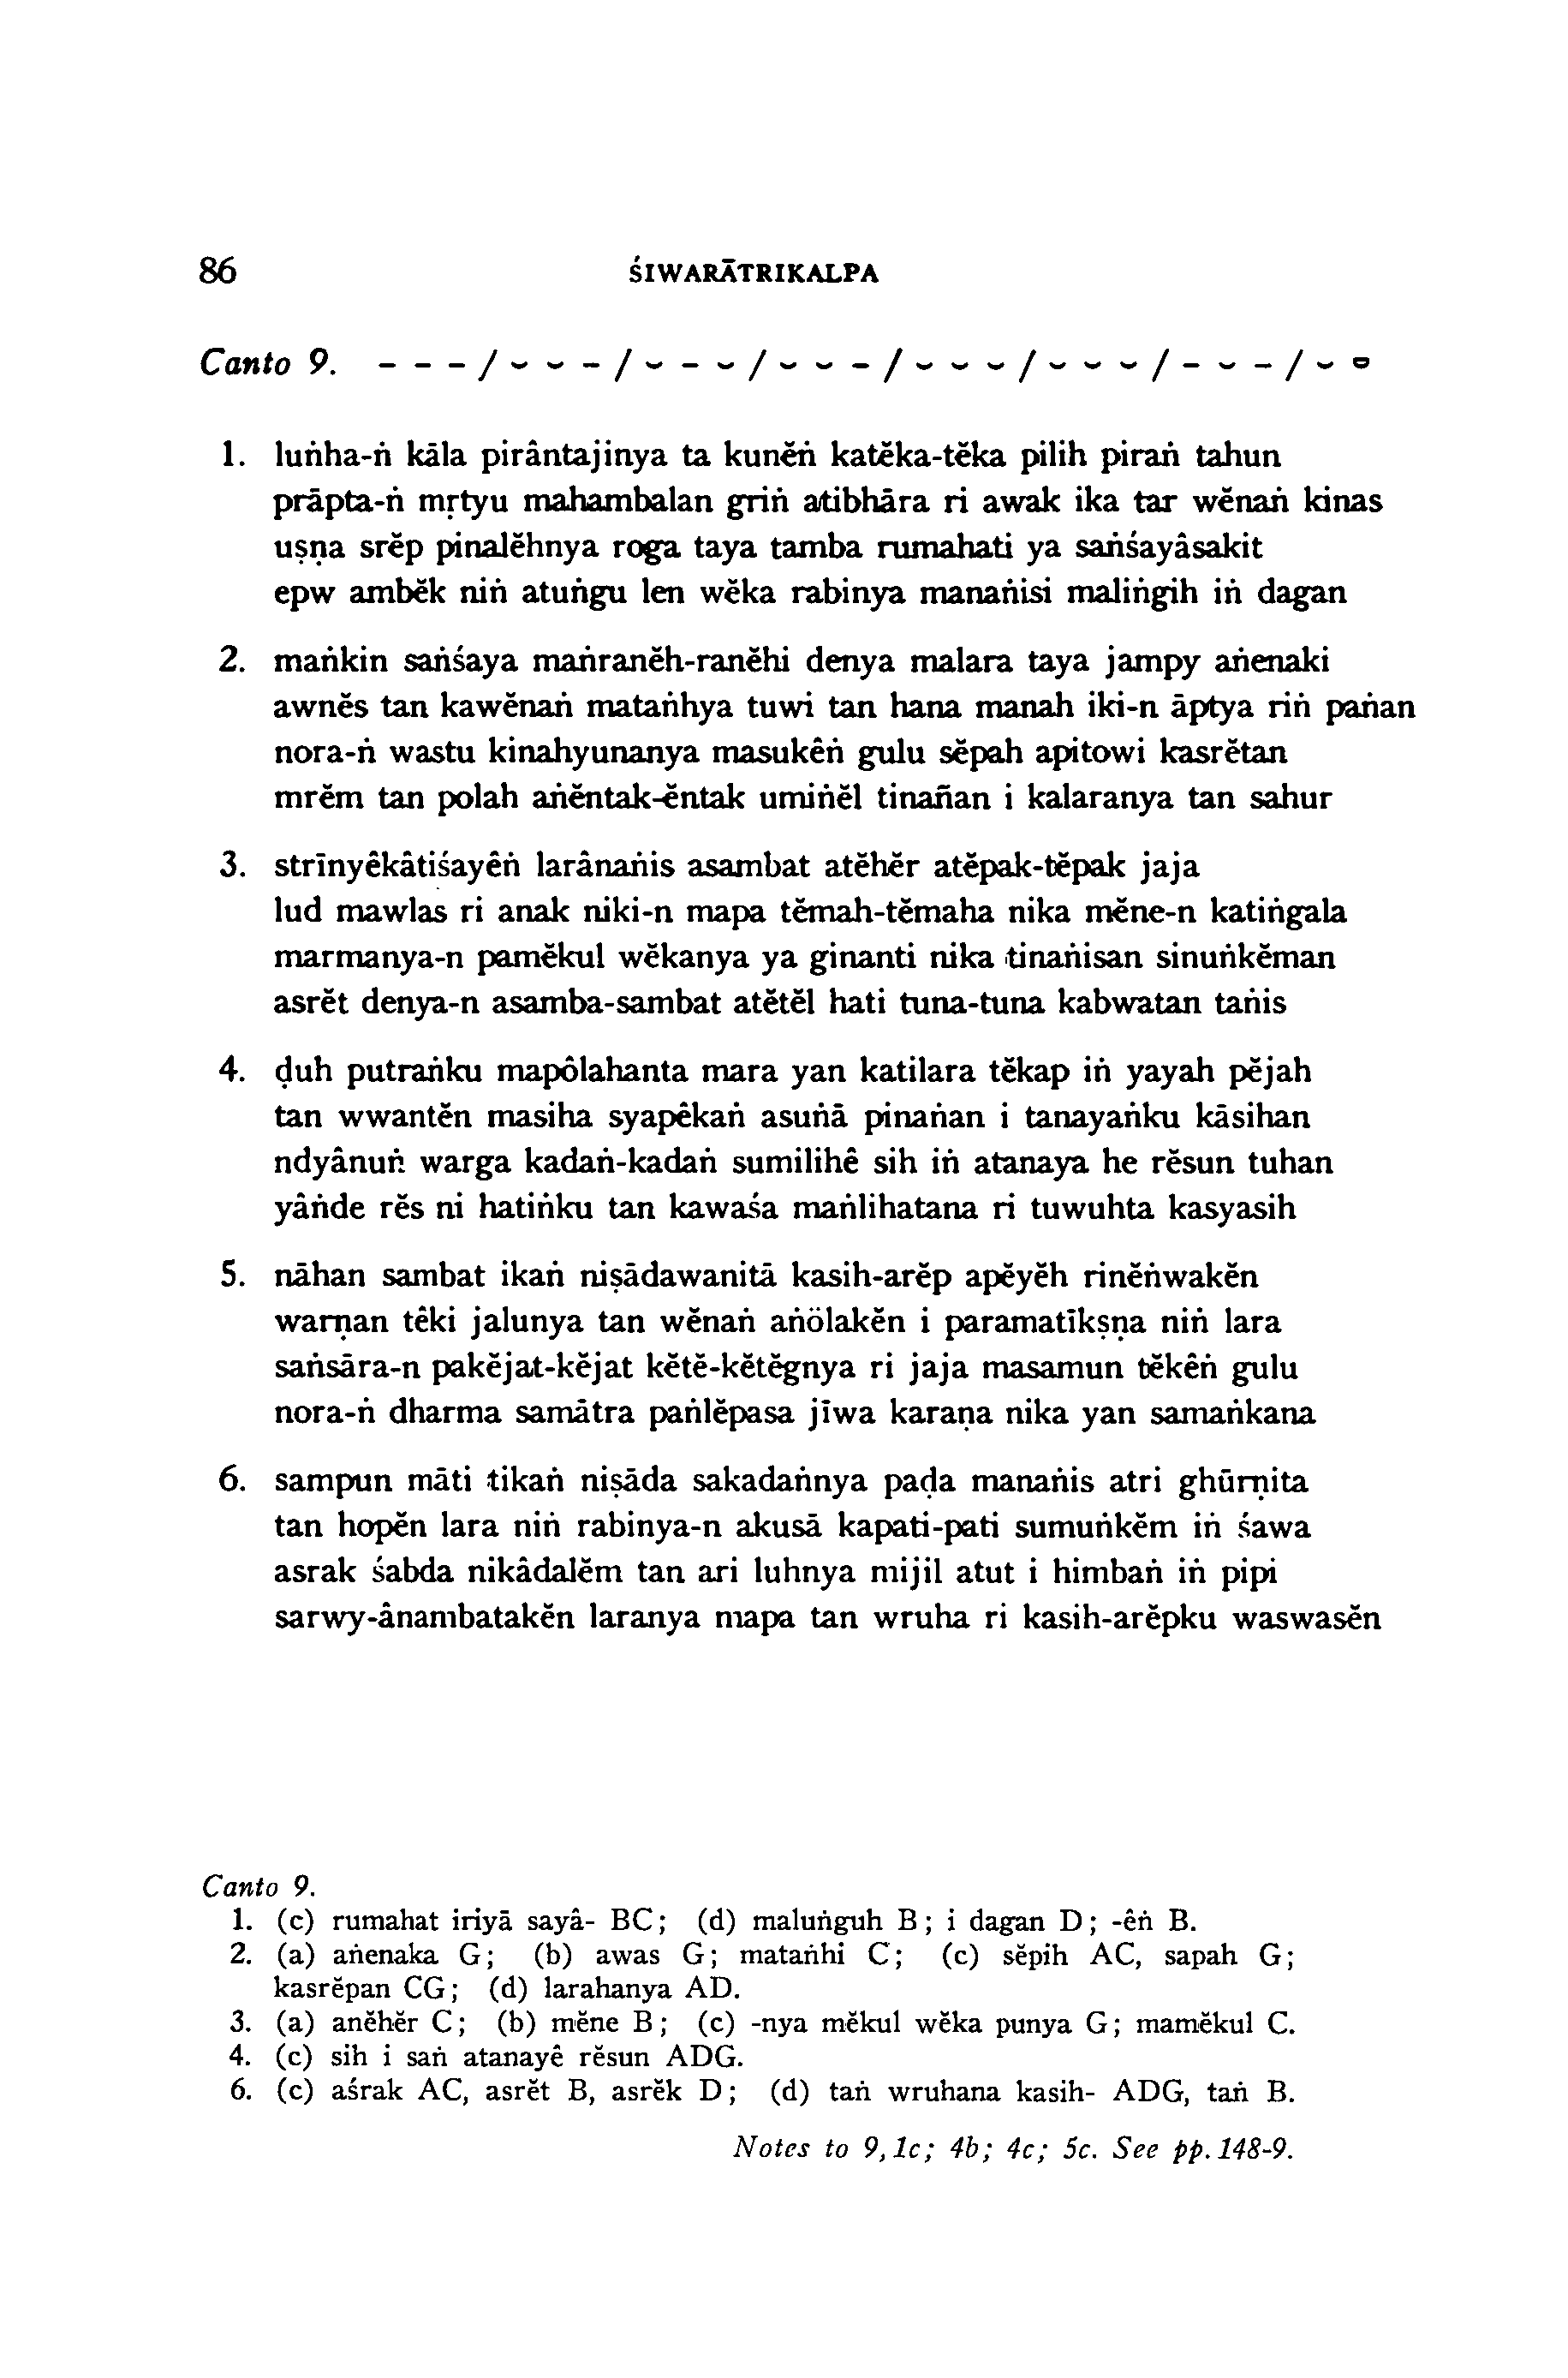 86 ŚIWARĀTRIKALPA
Canto 9. - - - / ⏑ ⏑ - / ⏑ - ⏑ / ⏑ ⏑ - / ⏑ ⏑ ⏑ / ⏑ ⏑ ⏑ / - ⏑ - / ⏑ ⏓
1. luṅha-ṅ kāla pirântajinya ta kunĕṅ katĕka-tĕka pilih piraṅ tahun
prāpta-ṅ mṛtyu mahambalan griṅ atibhāra ri awak ika tar wĕnaṅ kinas
uṣṇa srĕp pinalĕhnya roga taya tamba rumahati ya saṅśayâsakit
epw ambĕk niṅ atuṅgu len wĕka rabinya manaṅisi maliṅgih iṅ dagan
2. maṅkin saṅśaya maṅranĕh-ranĕhi denya malara taya jampy aṅenaki
awnĕs tan kawĕnaṅ mataṅhya tuwi tan hana manah iki-n āptya riṅ paṅan
nora-ṅ wastu kinahyunanya masukêṅ gulu sĕpah apitowi kasrĕtan
mrĕm tan polah aṅĕntak-ĕntak umiṅĕl tinañan i kalaranya tan sahur
3. strīnyêkâtiśayêṅ larânaṅis asambat atĕhĕr atĕpak-tĕpak jaja
lud mawlas ri anak niki-n mapa tĕmah-tĕmaha nika mĕne-n katiṅgala
marmanya-n pamĕkul wĕkanya ya ginanti nika tinaṅisan sinuṅkĕman
asrĕt denya-n asamba-sambat atĕtĕl hati tuna-tuna kabwatan taṅis
4. ḍuh putraṅku mapôlahanta mara yan katilara tĕkap iṅ yayah pĕjah
tan wwantĕn masiha syapêkaṅ asuṅā pinaṅan i tanayaṅku kāsihan
ndyânuṅ warga kadaṅ-kadaṅ sumilihê sih iṅ atanaya he rĕsun tuhan
yâṅde rĕs ni hatiṅku tan kawaśa maṅlihatana ri tuwuhta kasyasih
5. nāhan sambat ikaṅ niṣādawanitā kasih-arĕp apĕyĕh rinĕṅwakĕn
warṇan têki jalunya tan wĕnaṅ aṅölakĕn i paramatīkṣṇa niṅ lara
saṅsāra-n pakĕjat-kĕjat kĕtĕ-kĕtĕgnya ri jaja masamun tĕkêṅ gulu
nora-ṅ dharma samātra paṅlĕpasa jīwa karaṇa nika yan samaṅkana
6. sampun māti tikaṅ niṣāda sakadaṅnya paḍa manaṅis atri ghūrṇita
tan hopĕn lara niṅ rabinya-n akusā kapati-pati sumuṅkĕm iṅ śawa
asrak śabda nikâdalĕm tan ari luhnya mijil atut i himbaṅ iṅ pipi
sarwy-ânambatakĕn laranya mapa tan wruha ri kasih-arĕpku waswasĕn
Canto 9.
1. (c) rumahat iriyā sayâ- BC; (d) maluṅguh B; i dagan D; -êṅ B.
2. (a) aṅenaka G; (b) awas G; mataṅhi C; (c) sĕpih AC, sapah G;
kasrĕpan CG; (d) larahanya AD.
3. (a) anĕhĕr C; (b) mĕne B; (c) -nya mĕkul wĕka punya G; mamĕkul C.
4. (c) sih i saṅ atanayê rĕsun ADG.
6. (c) aśrak AC, asrĕt B, asrĕk D; (d) taṅ wruhana kasih- ADG, taṅ B.
Notes to 9,1c; 4b; 4c; 5c. See pp. 148-9.